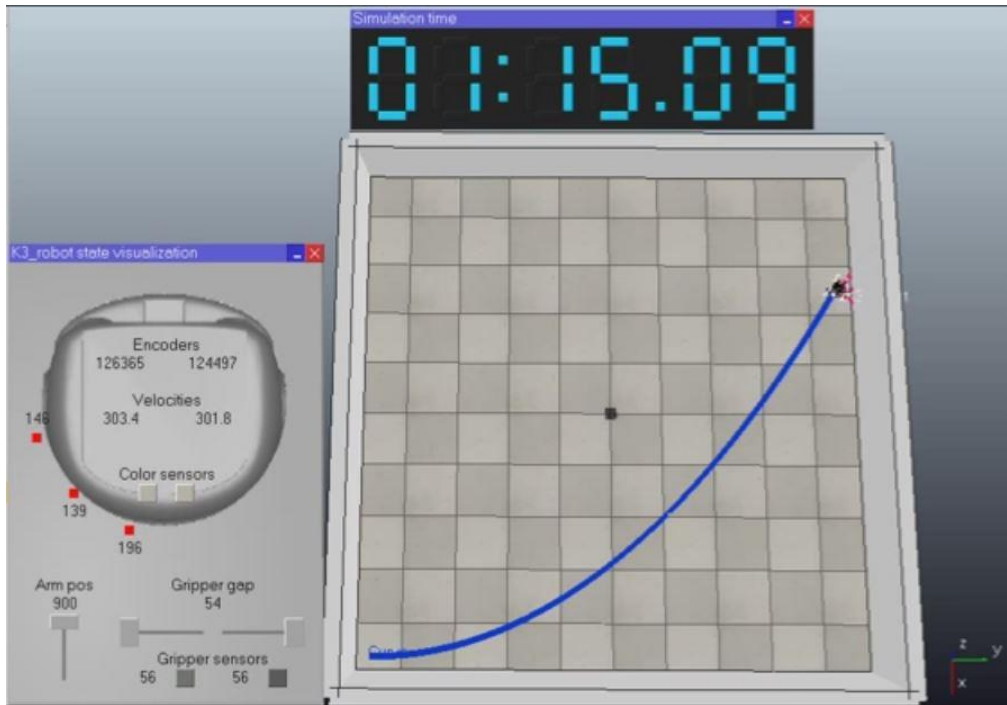 Simulation time
01:15.09
K3_robot state visualization
Encoders
126365 124497
Velocities
303.4 301.8
Color sensors
139
196
Arm pos
900
Gripper gap
54
Gripper sensors
56 56
z
y
x